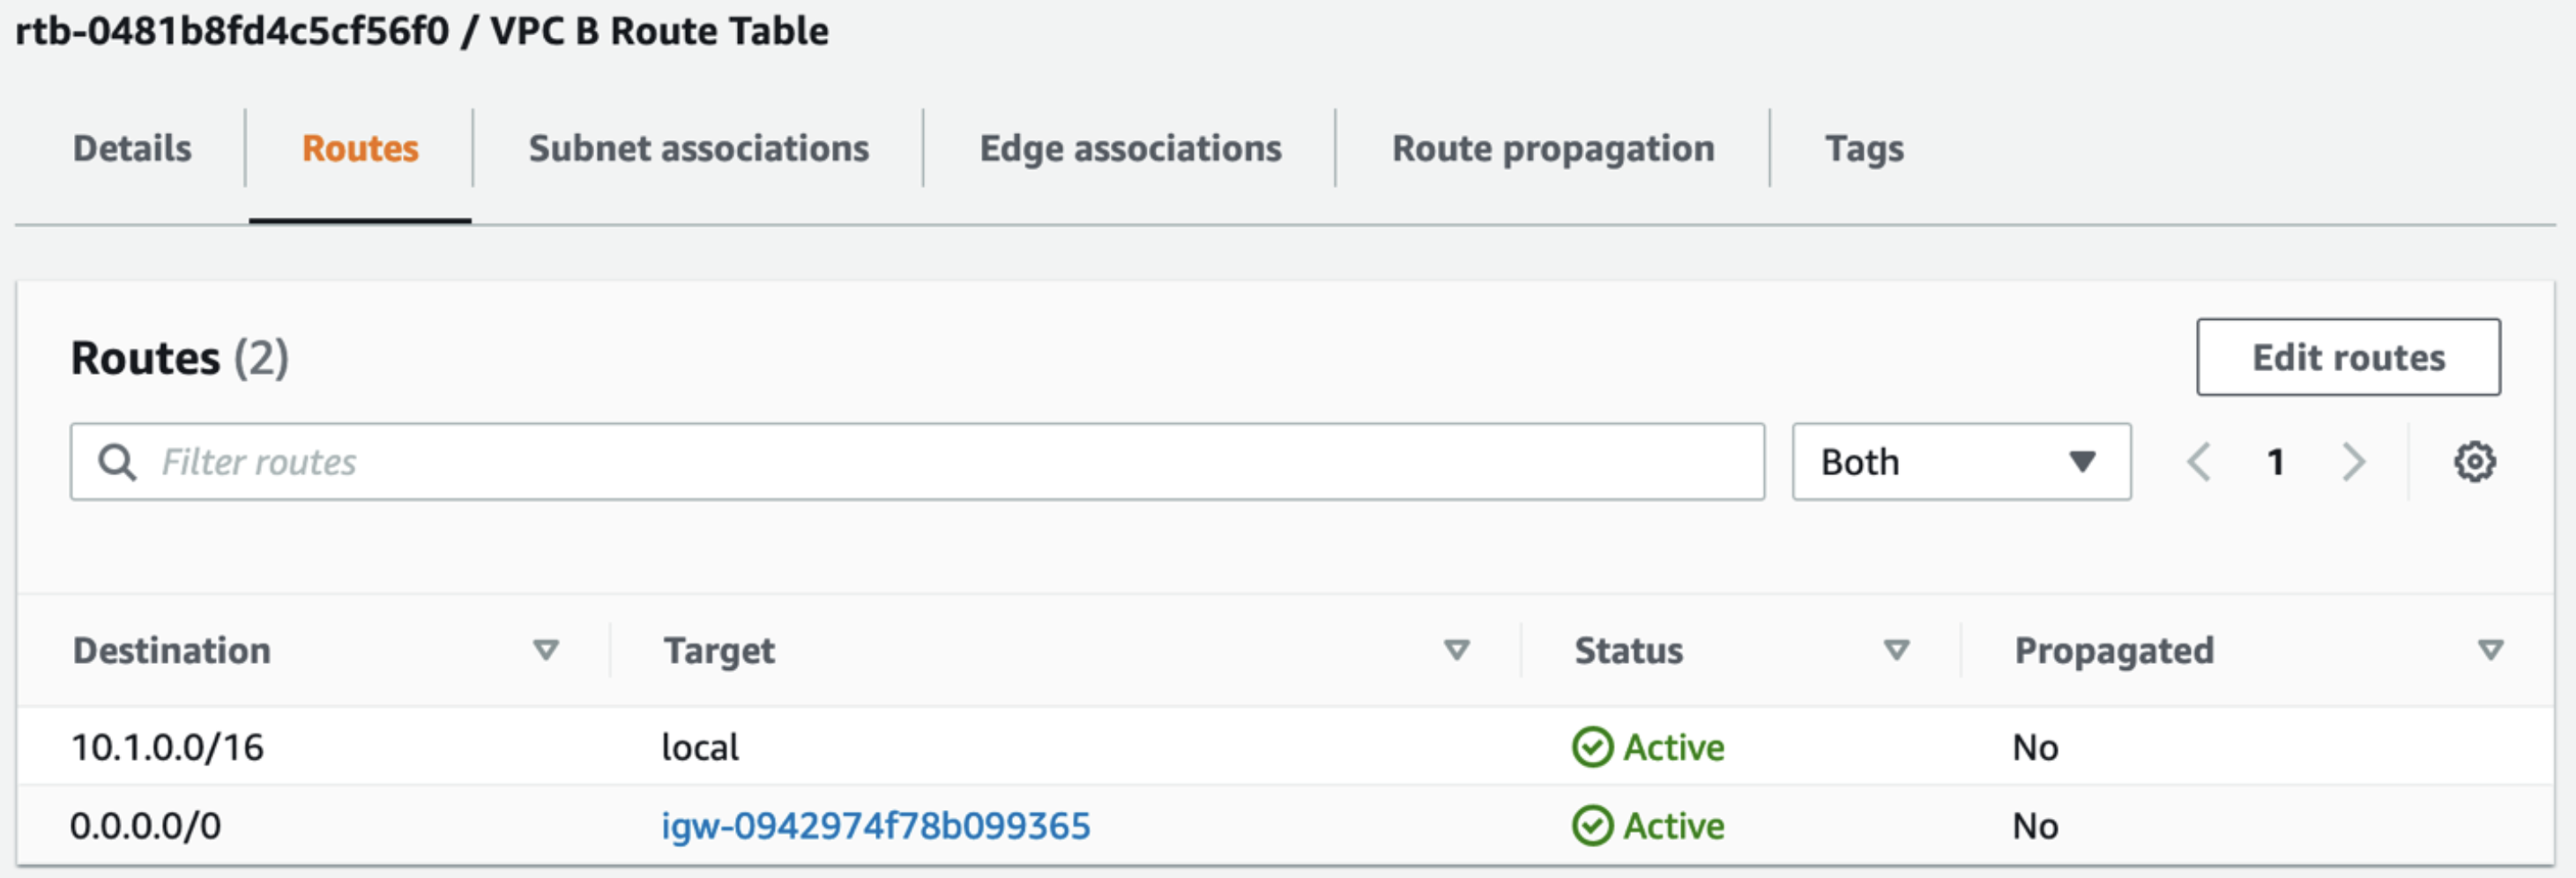 rtb-0481b8fd4c5cf56f0 / VPC B Route Table
Details Routes Subnet associations Edge associations Route propagation Tags
Routes (2) Edit routes
Filter routes Both 1
Destination Target Status Propagated
10.1.0.0/16 local Active No
0.0.0.0/0 igw-0942974f78b099365 Active No